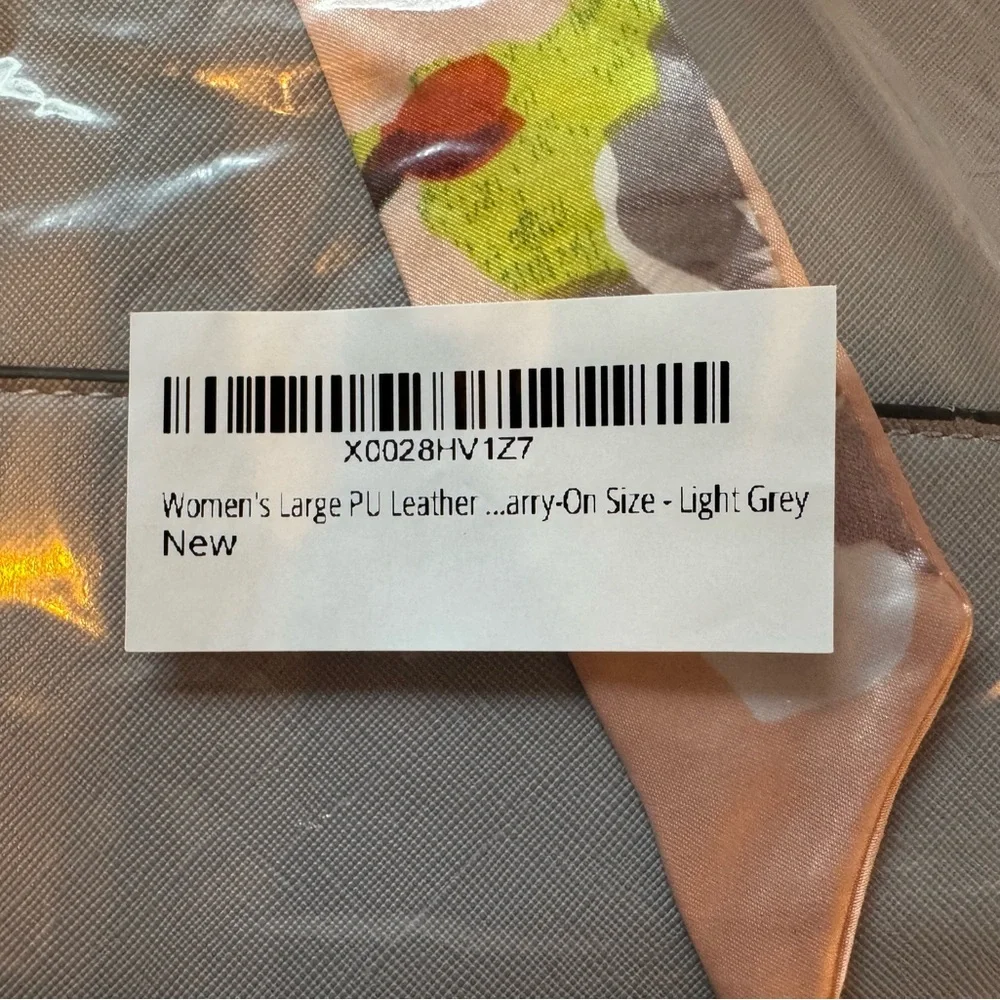 X0028HV1Z7
Women's Large PU Leather ...arry-On Size - Light Grey
New